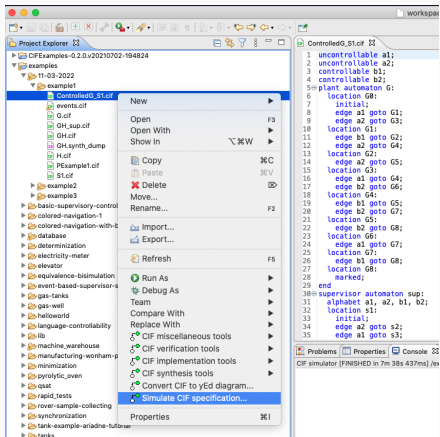 workspac
Project Explorer
CIFExamples-0.2.0.v20210702-194824
examples
11-03-2022
example1
ControlledG_S1.cif
events.cif
G.cif
GH_sup.cif
GH.cif
GH.synth_dump
H.cif
PExample1.cif
S1.cif
example2
example3
basic-supervisory-control
colored-navigation-1
colored-navigation-with-b
database
determinization
electricity-meter
elevator
equivalence-bisimulation
event-based-supervisor-s
gas-tanks
gas-well
helloworld
language-controllability
lib
machine_warehouse
manufacturing-wonham-p
minimization
pyrolytic_oven
qsat
rapid_tests
rover-sample-collecting
synchronization
tank-example-ariadne-tutorial
tanks
New
Open F3
Open With
Show In ⌥⌘W
Copy ⌘C
Paste ⌘V
Delete ⌦
Move...
Rename... F2
Import...
Export...
Refresh F5
Run As
Debug As
Team
Compare With
Replace With
CIF miscellaneous tools
CIF verification tools
CIF implementation tools
CIF synthesis tools
Convert CIF to yEd diagram...
Simulate CIF specification...
Properties ⌘I
ControlledG_S1.cif
1 uncontrollable a1;
2 uncontrollable a2;
3 controllable b1;
4 controllable b2;
5 plant automaton G:
6 location G0:
7 initial;
8 edge a1 goto G1;
9 edge a2 goto G3;
10 location G1:
11 edge b1 goto G2;
12 edge a2 goto G4;
13 location G2:
14 edge a2 goto G5;
15 location G3:
16 edge a1 goto G4;
17 edge b2 goto G6;
18 location G4:
19 edge b1 goto G5;
20 edge b2 goto G7;
21 location G5:
22 edge b2 goto G8;
23 location G6:
24 edge a1 goto G7;
25 location G7:
26 edge b1 goto G8;
27 location G8:
28 marked;
29 end
30 supervisor automaton sup:
31 alphabet a1, a2, b1, b2;
32 location s1:
33 initial;
34 edge a2 goto s2;
35 edge a1 goto s3;
Problems Properties Console
CIF simulator [FINISHED in 7m 38s 437ms] /ex